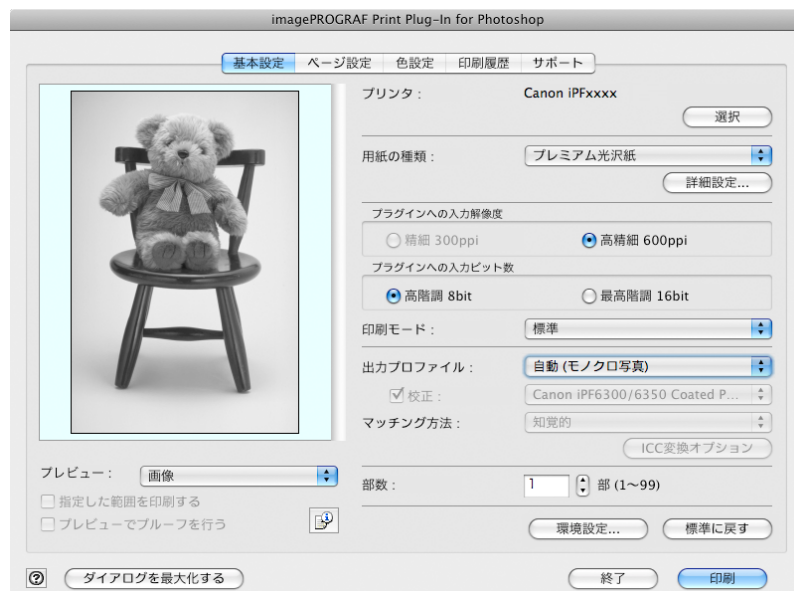 imagePROGRAF Print Plug-In for Photoshop
基本設定 ページ設定 色設定 印刷履歴 サポート
プリンタ : Canon iPFxxxx
選択
用紙の種類 : プレミアム光沢紙
詳細設定...
プラグインへの入力解像度
精細 300ppi 高精細 600ppi
プラグインへの入力ビット数
高階調 8bit 最高階調 16bit
印刷モード : 標準
出力プロファイル : 自動 (モノクロ写真)
校正 : Canon iPF6300/6350 Coated P...
マッチング方法 : 知覚的
ICC変換オプション
プレビュー : 画像
部数 : 1 部 (1〜99)
指定した範囲を印刷する
プレビューでプルーフを行う
環境設定... 標準に戻す
? ダイアログを最大化する 終了 印刷